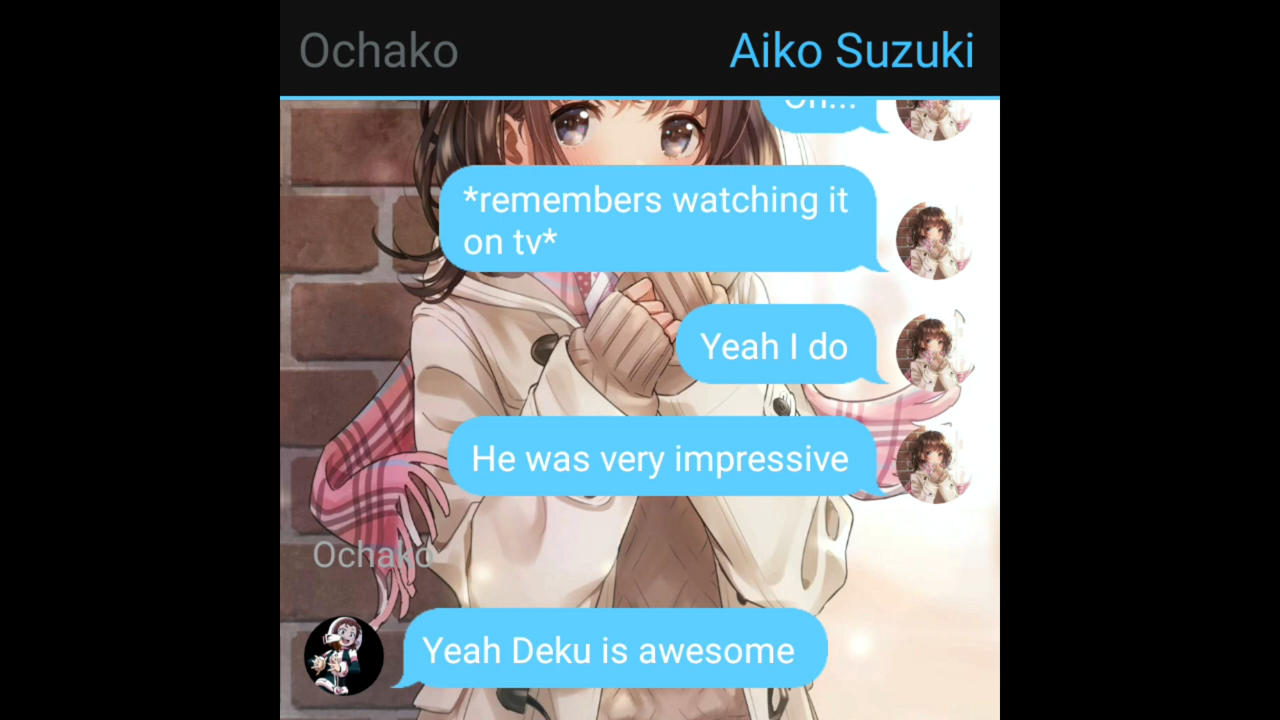 Ochako
Aiko Suzuki
*remembers watching it
on tv*
Yeah I do
He was very impressive
Ochako
Yeah Deku is awesome